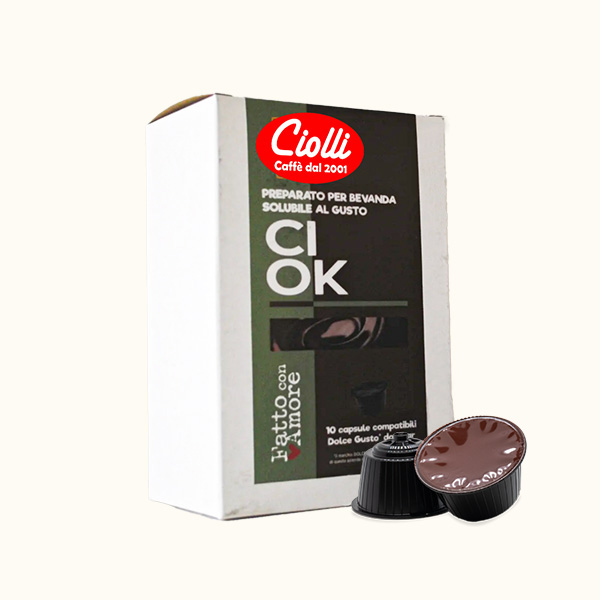 Ciolli
Caffè dal 2001
PREPARATO PER BEVANDA
SOLUBILE AL GUSTO
CI
OK
Fatto con
Amore
10 capsule compatibili
Dolce Gusto* da